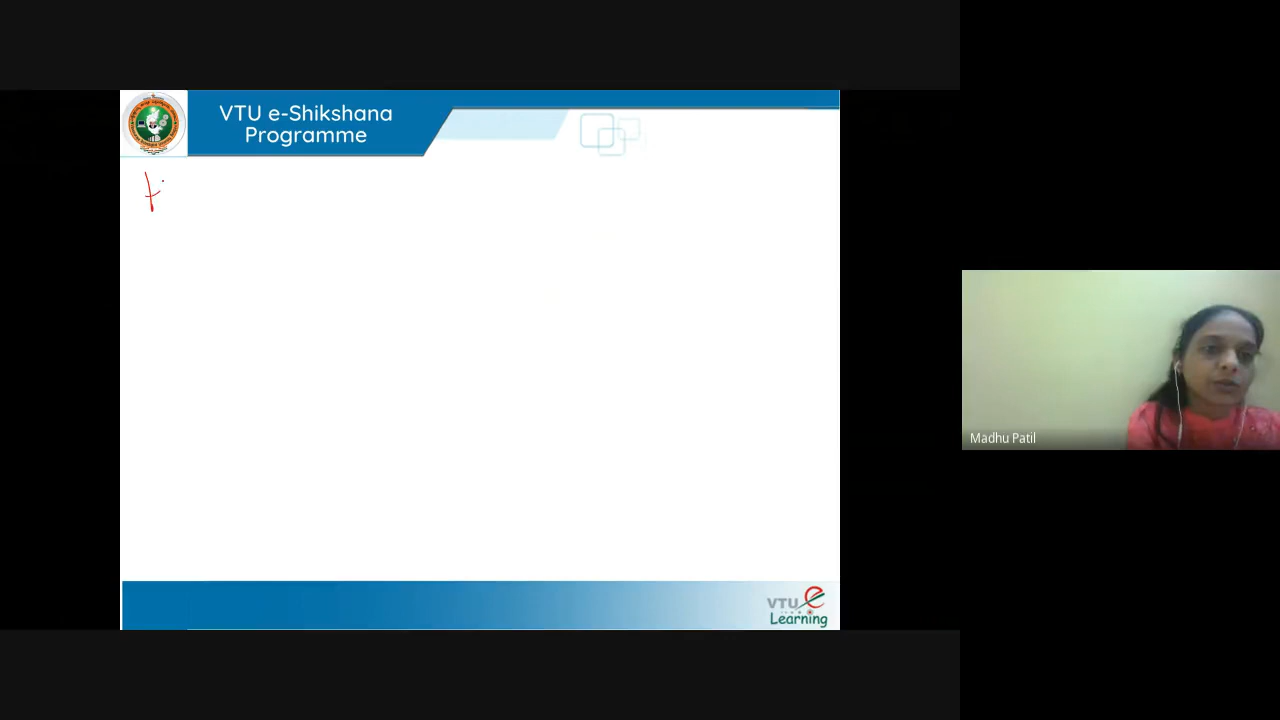 VTU e-Shikshana
Programme
Madhu Patil
VTU e
Learning